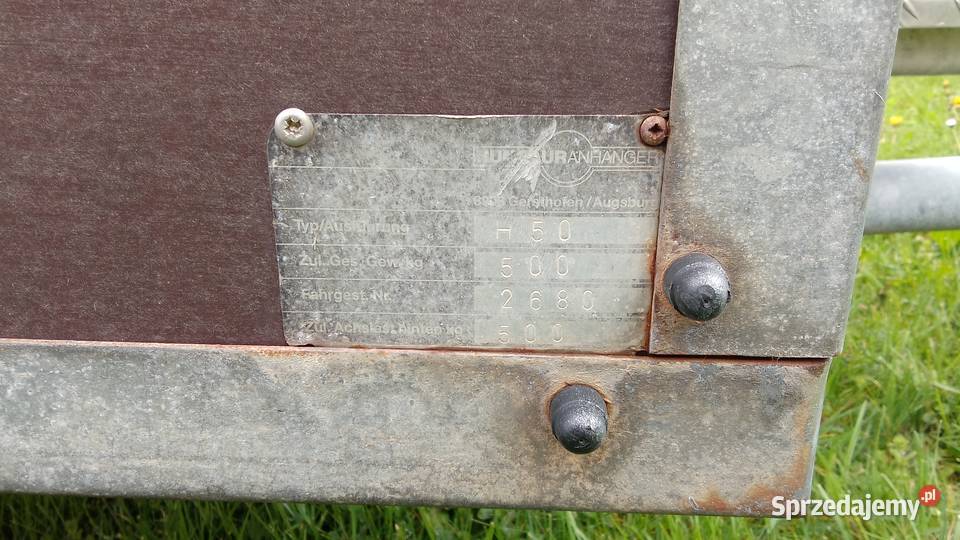 HUMBAURANHÄNGER
Gersthofen/Augsburg
Typ/Ausführung H 50
Zul. Ges. Gew. kg 500
Fahrgest. Nr. 2680
Zul. Achslast hinten kg 500
Sprzedajemy.pl